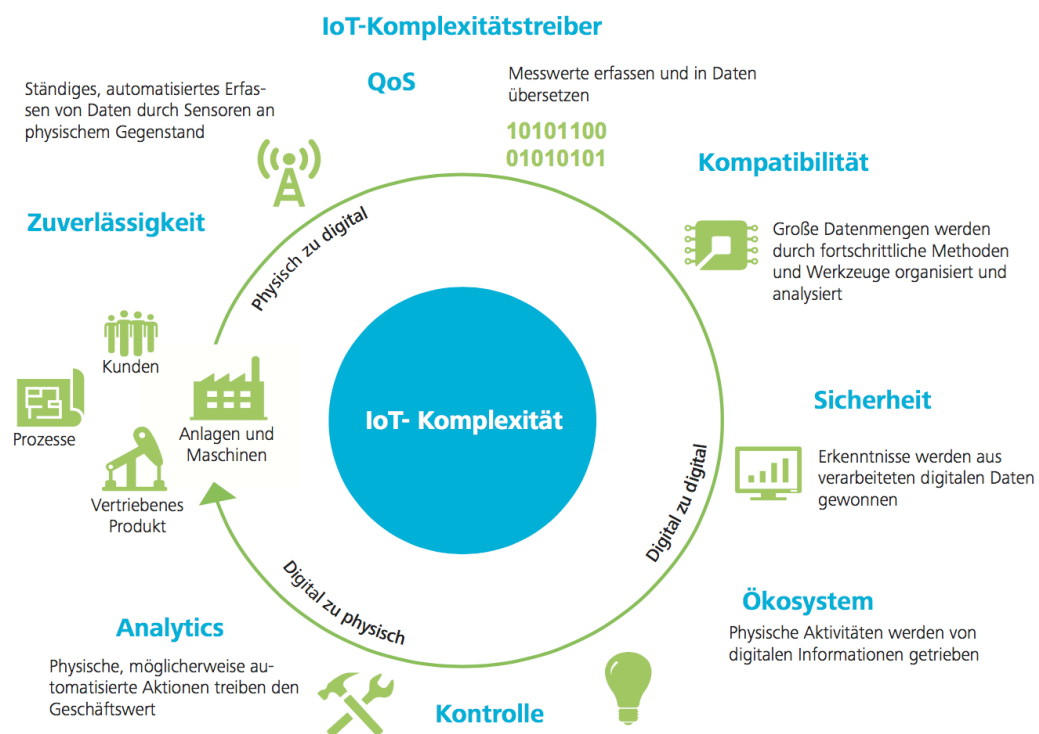 IoT-Komplexitätstreiber
QoS
Ständiges, automatisiertes Erfas-
sen von Daten durch Sensoren an
physischem Gegenstand
Messwerte erfassen und in Daten
übersetzen
10101100
01010101
Kompatibilität
Große Datenmengen werden
durch fortschrittliche Methoden
und Werkzeuge organisiert und
analysiert
Zuverlässigkeit
Physisch zu digital
Kunden
Prozesse
Anlagen und
Maschinen
Vertriebenes
Produkt
IoT- Komplexität
Sicherheit
Erkenntnisse werden aus
verarbeiteten digitalen Daten
gewonnen
Digital zu digital
Ökosystem
Physische Aktivitäten werden von
digitalen Informationen getrieben
Digital zu physisch
Analytics
Physische, möglicherweise au-
tomatisierte Aktionen treiben den
Geschäftswert
Kontrolle